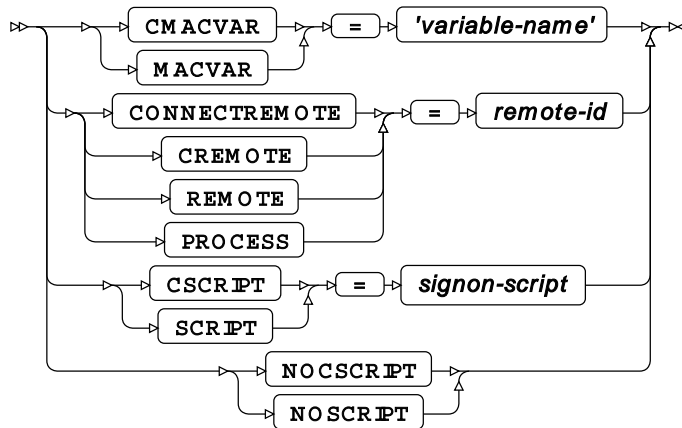 CMACVAR = 'variable-name'
MACVAR
CONNECTREMOTE = remote-id
CREMOTE
REMOTE
PROCESS
CSCRIPT = signon-script
SCRIPT
NOCSCRIPT
NOSCRIPT